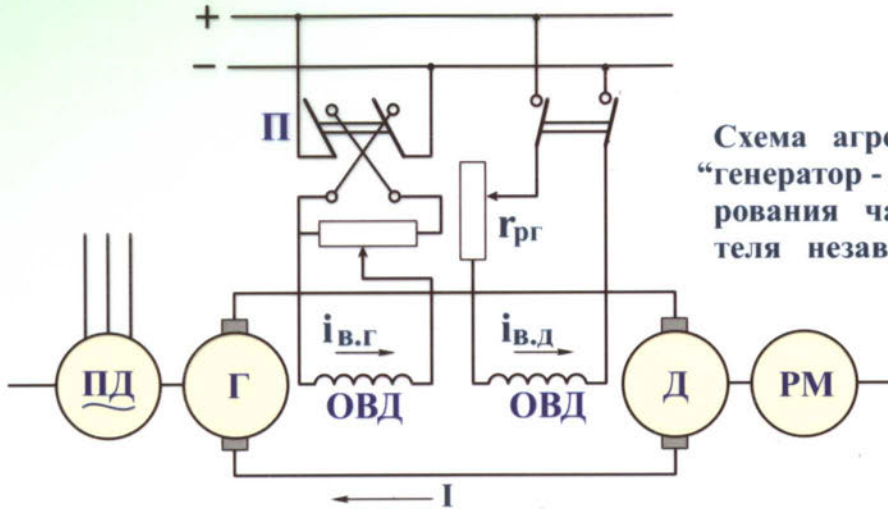 +
−
П
Схема агре
“генератор -
рования ча
теля незав
rрг
iв.г
iв.д
ПД
Г
ОВД
ОВД
Д
РМ
I